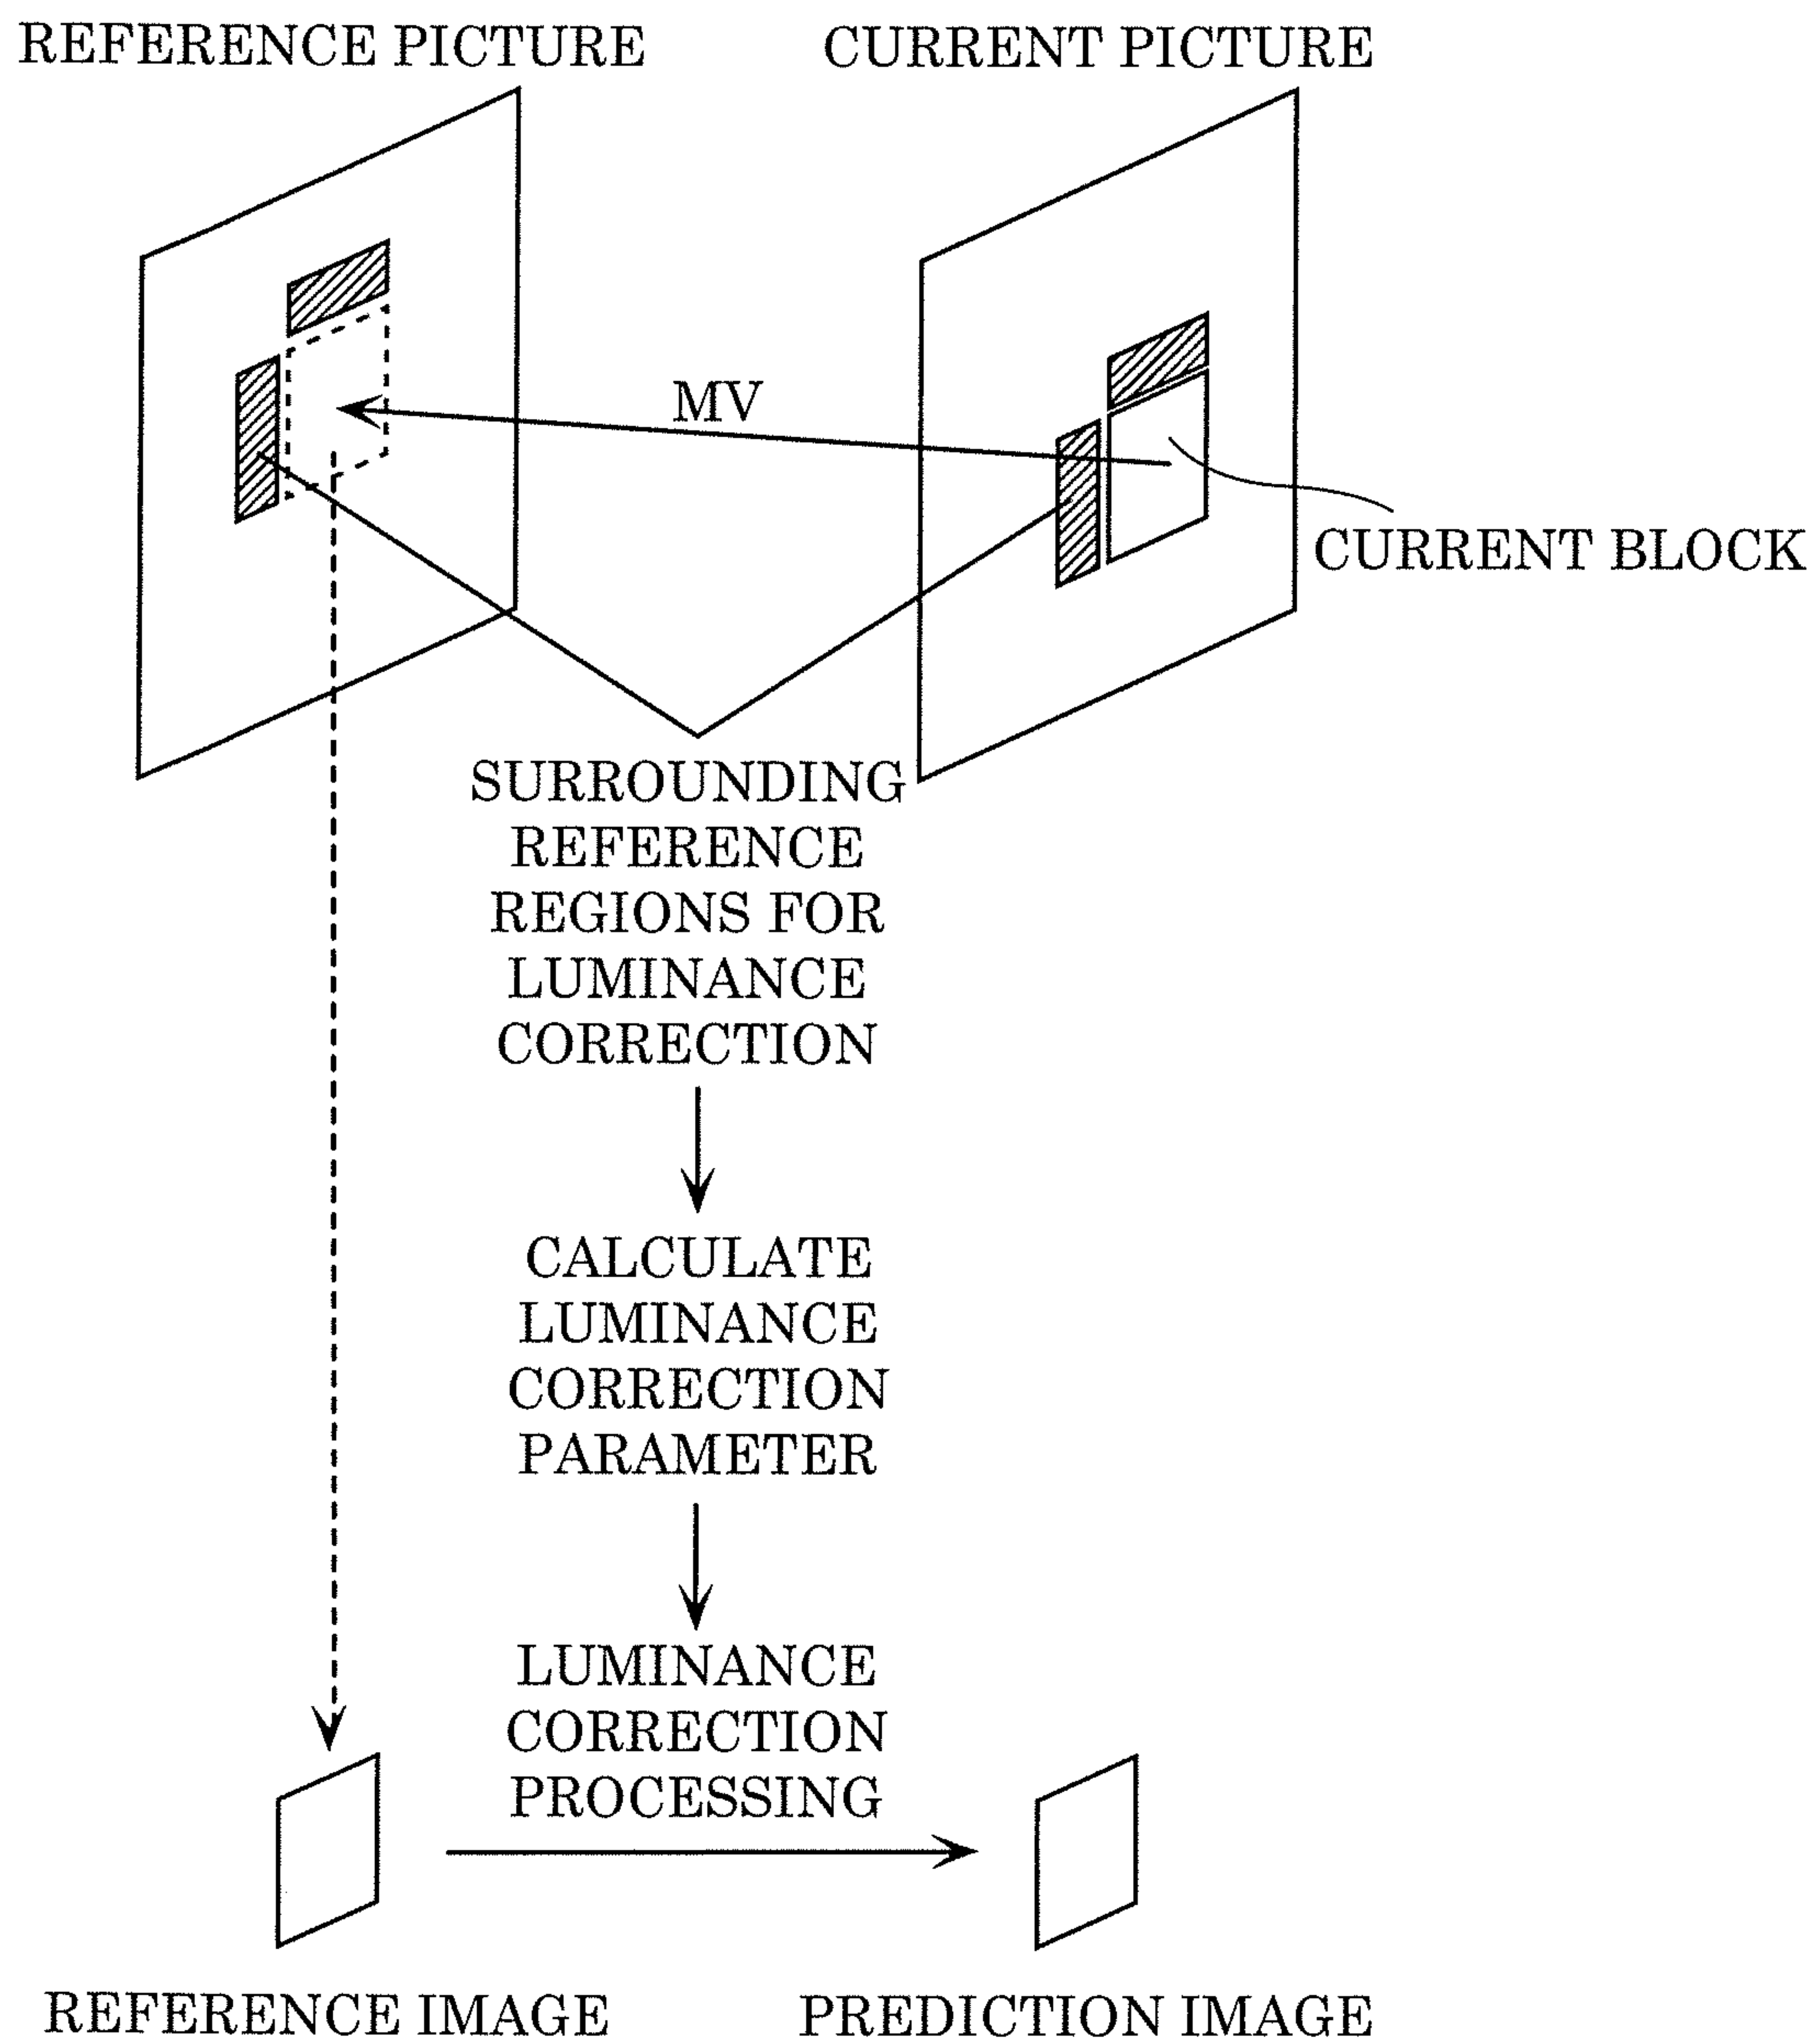 REFERENCE PICTURE
CURRENT PICTURE
MV
CURRENT BLOCK
SURROUNDING
REFERENCE
REGIONS FOR
LUMINANCE
CORRECTION
CALCULATE
LUMINANCE
CORRECTION
PARAMETER
LUMINANCE
CORRECTION
PROCESSING
REFERENCE IMAGE
PREDICTION IMAGE